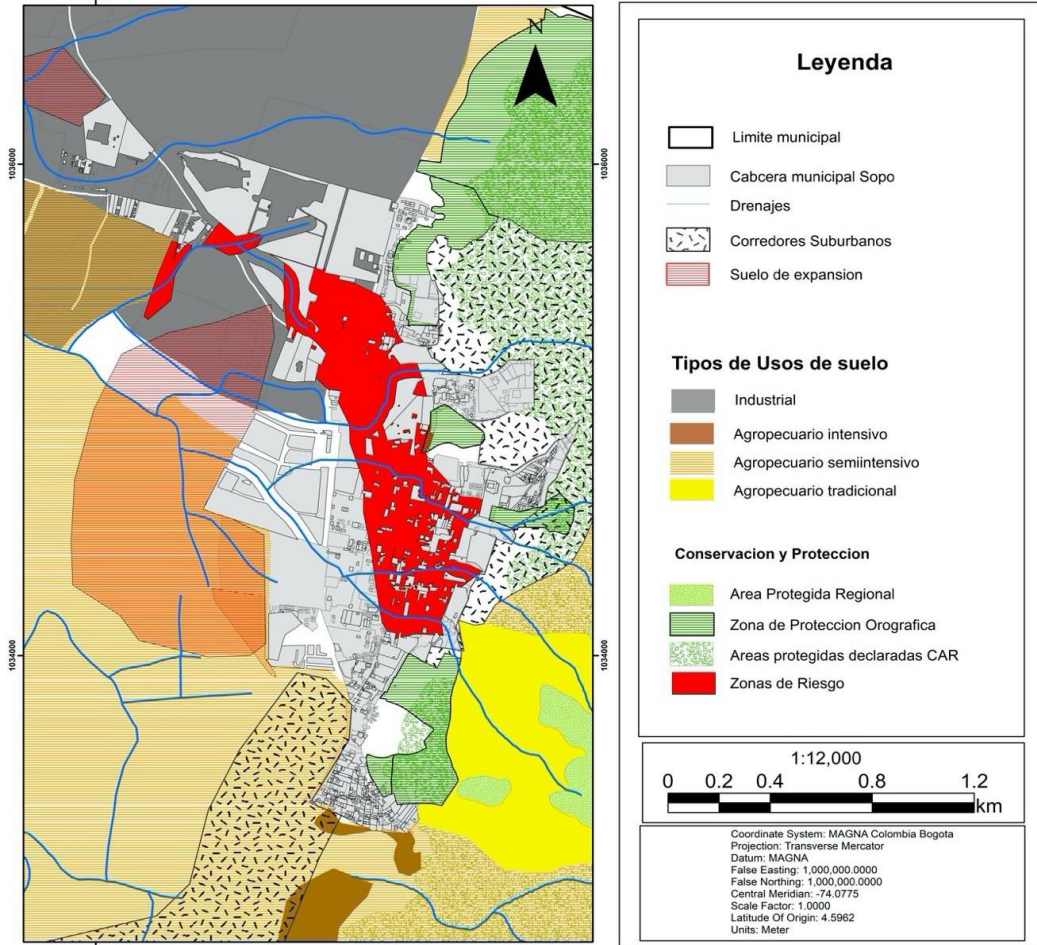 N
1036000
1036000
1034000
1034000
Leyenda
Limite municipal
Cabcera municipal Sopo
Drenajes
Corredores Suburbanos
Suelo de expansion
Tipos de Usos de suelo
Industrial
Agropecuario intensivo
Agropecuario semiintensivo
Agropecuario tradicional
Conservacion y Proteccion
Area Protegida Regional
Zona de Proteccion Orografica
Areas protegidas declaradas CAR
Zonas de Riesgo
1:12,000
0 0.2 0.4 0.8 1.2
km
Coordinate System: MAGNA Colombia Bogota
Projection: Transverse Mercator
Datum: MAGNA
False Easting: 1,000,000.0000
False Northing: 1,000,000.0000
Central Meridian: -74.0775
Scale Factor: 1.0000
Latitude Of Origin: 4.5962
Units: Meter